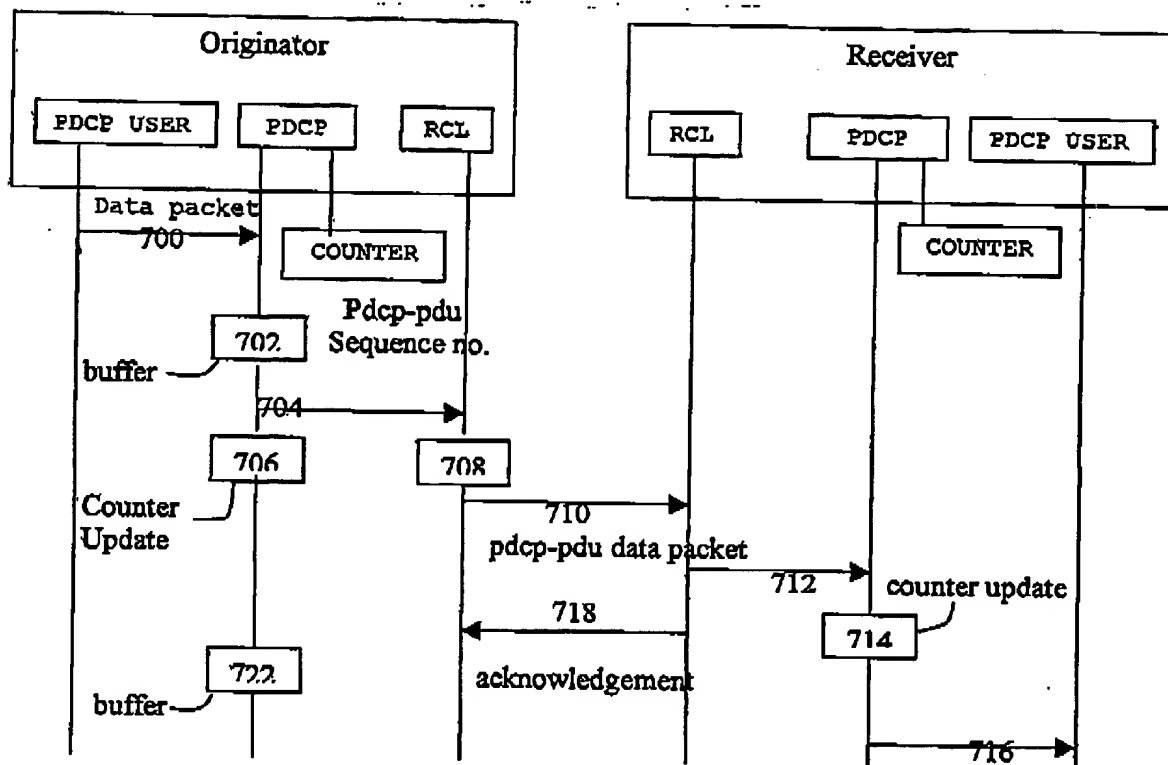 Originator
Receiver
PDCP USER
PDCP
RCL
RCL
PDCP
PDCP USER
Data packet
700
COUNTER
COUNTER
Pdcp-pdu
Sequence no.
702
buffer
704
706
708
Counter
Update
710
pdcp-pdu data packet
712
counter update
718
714
722
acknowledgement
buffer
716